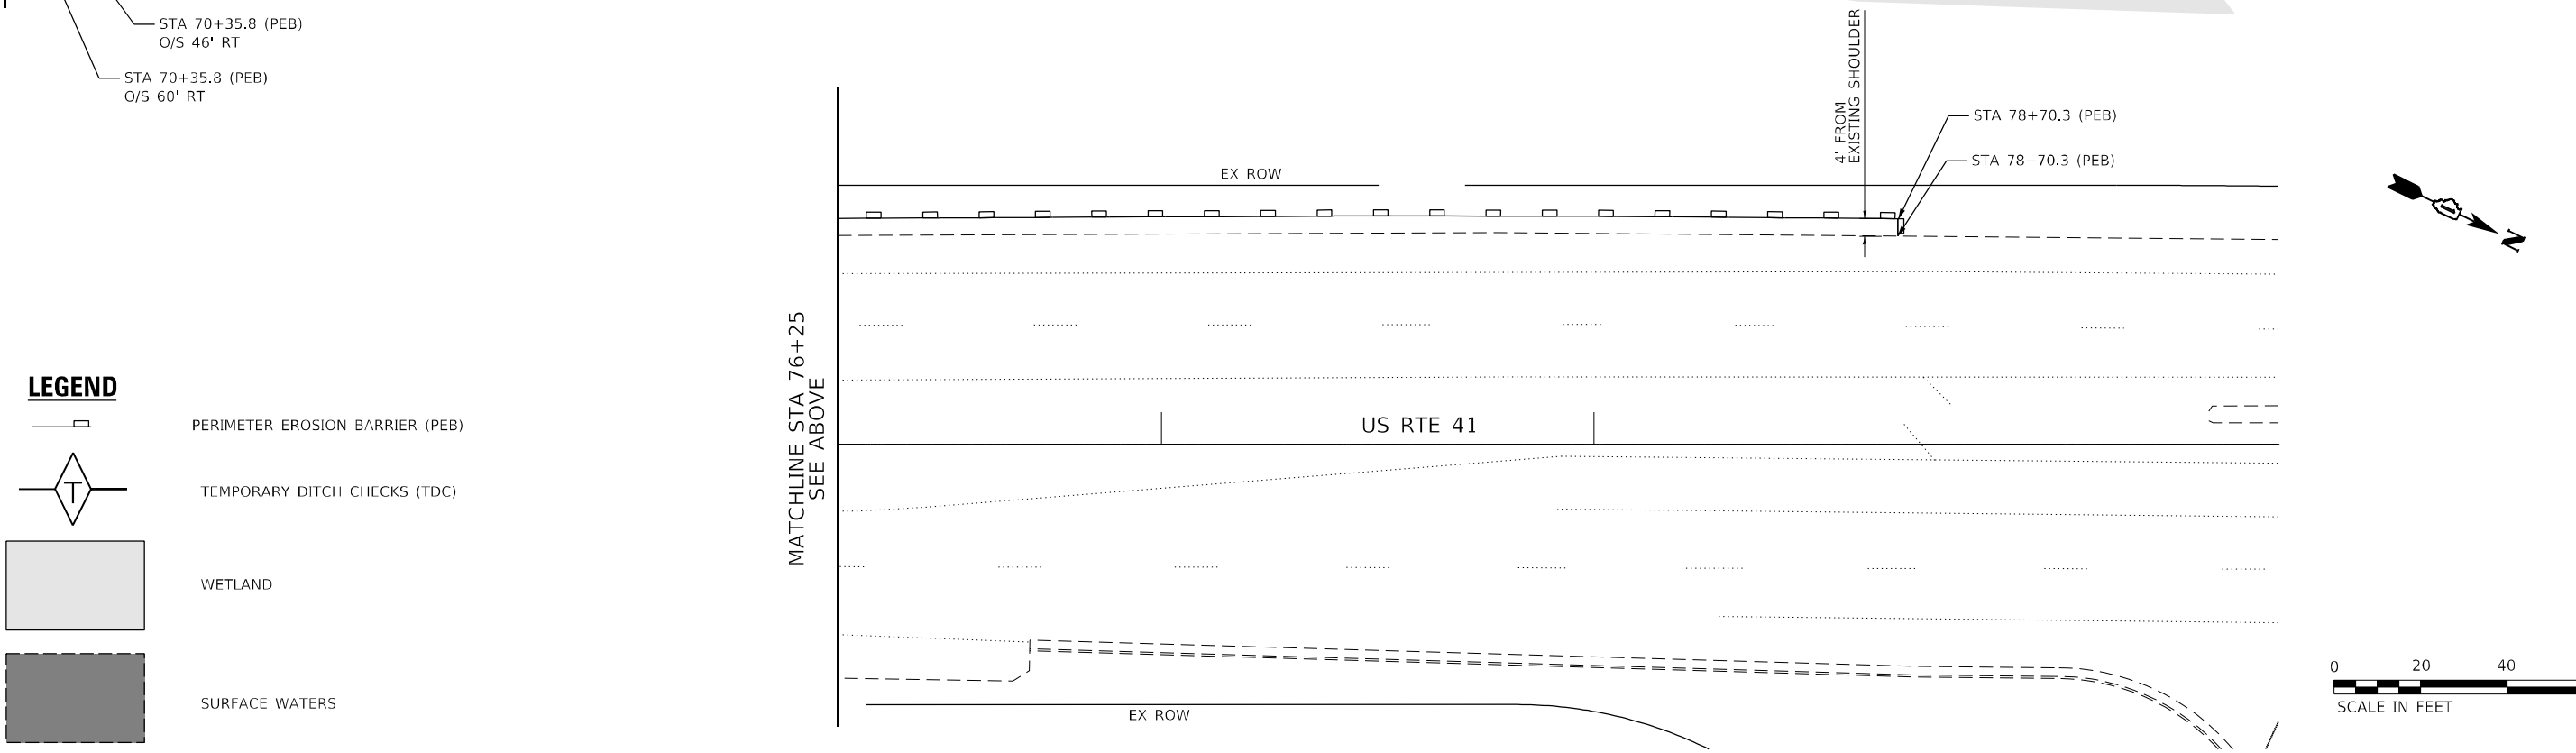 STA 70+35.8 (PEB)
O/S 46' RT
STA 70+35.8 (PEB)
O/S 60' RT
4' FROM
EXISTING SHOULDER
STA 78+70.3 (PEB)
STA 78+70.3 (PEB)
EX ROW
N
MATCHLINE STA 76+25
SEE ABOVE
US RTE 41
LEGEND
PERIMETER EROSION BARRIER (PEB)
T
TEMPORARY DITCH CHECKS (TDC)
WETLAND
SURFACE WATERS
EX ROW
0 20 40
SCALE IN FEET